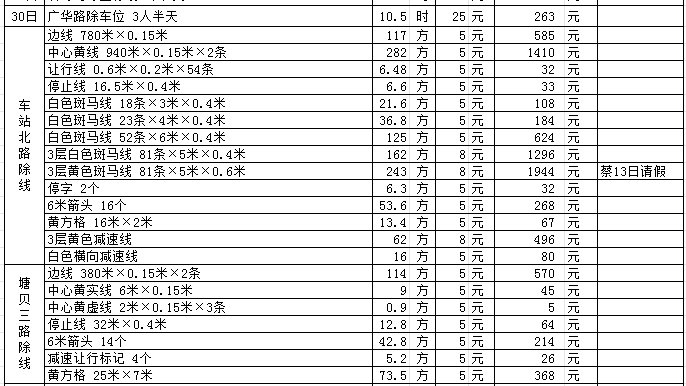 30日 广华路除车位 3人半天 10.5 时 25 元 263 元
车站北路除线
边线 780米×0.15米 117 方 5 元 585 元
中心黄线 940米×0.15米×2条 282 方 5 元 1410 元
让行线 0.6米×0.2米×54条 6.48 方 5 元 32 元
停止线 16.5米×0.4米 6.6 方 5 元 33 元
白色斑马线 18条×3米×0.4米 21.6 方 5 元 108 元
白色斑马线 23条×4米×0.4米 36.8 方 5 元 184 元
白色斑马线 52条×6米×0.4米 125 方 5 元 624 元
3层白色斑马线 81条×5米×0.4米 162 方 8 元 1296 元
3层黄色斑马线 81条×5米×0.6米 243 方 8 元 1944 元 蔡13日请假
停字 2个 6.3 方 5 元 32 元
6米箭头 16个 53.6 方 5 元 268 元
黄方格 16米×2米 13.4 方 5 元 67 元
3层黄色减速线 62 方 8 元 496 元
白色横向减速线 16 方 5 元 80 元
塘贝三路除线
边线 380米×0.15米×2条 114 方 5 元 570 元
中心黄实线 6米×0.15米 9 方 5 元 45 元
中心黄虚线 2米×0.15米×3条 0.9 方 5 元 5 元
停止线 32米×0.4米 12.8 方 5 元 64 元
6米箭头 14个 42.8 方 5 元 214 元
减速让行标记 4个 5.2 方 5 元 26 元
黄方格 25米×7米 73.5 方 5 元 368 元